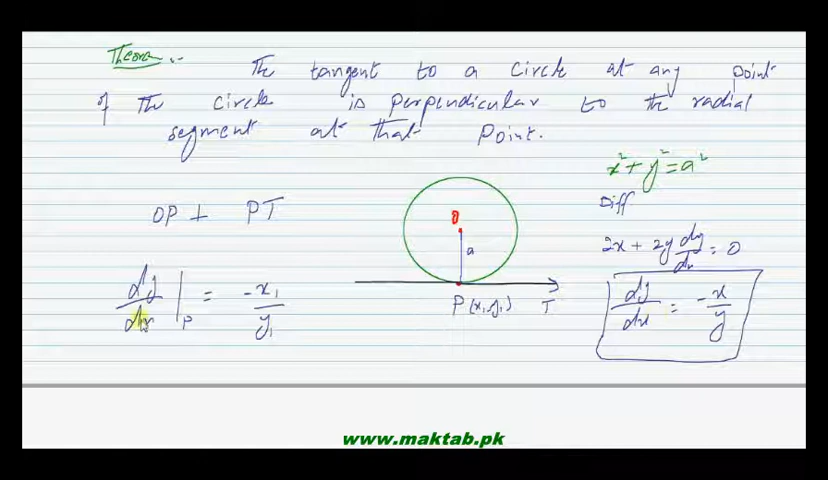 Theorem:-
The tangent to a circle at any point
of the circle is perpendicular to the radial
segment at that point.
OP ⊥ PT
x² + y² = a²
Diff
2x + 2y dy/dx = 0
dy/dx = -x/y
dy/dx |P = -x₁/y₁
O
a
P(x₁,y₁)
T
www.maktab.pk